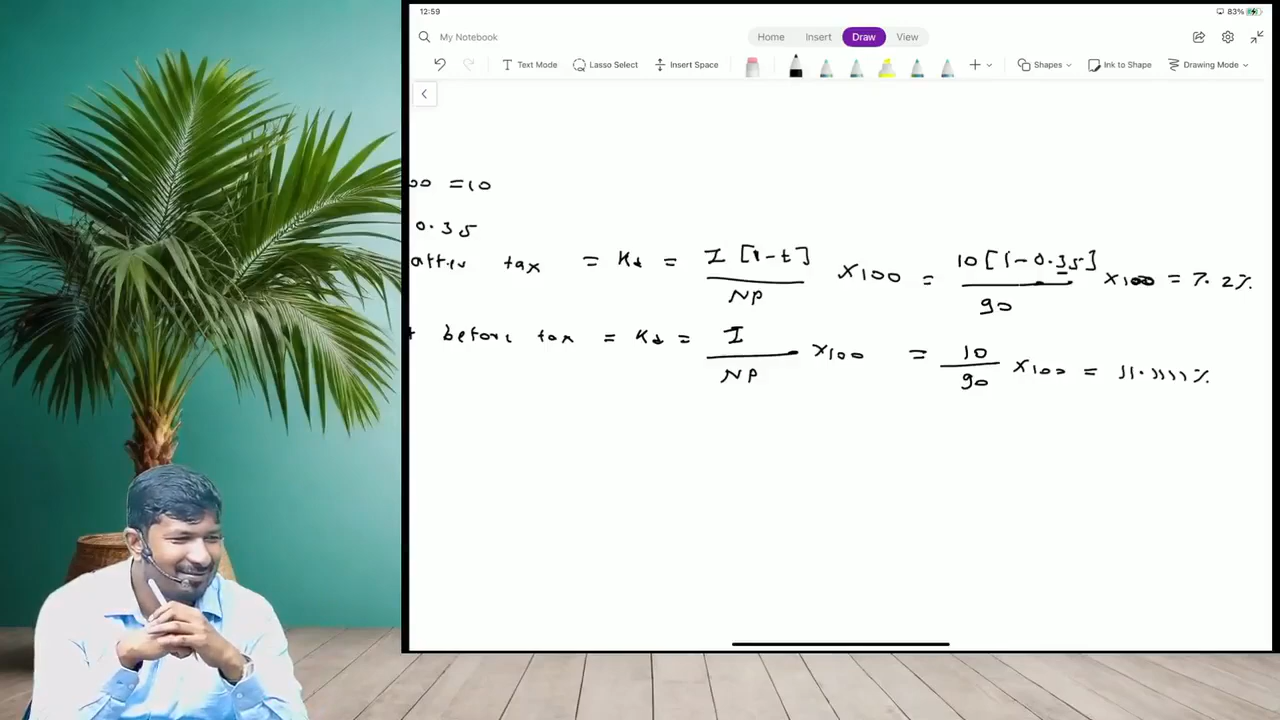 12:59
83%
My Notebook
Home Insert Draw View
Text Mode Lasso Select Insert Space Shapes Ink to Shape Drawing Mode
00 = 10
0.35
after tax = Kd = I [1-t] / NP × 100 = 10 [1-0.35] / 90 × 100 = 7.2%
before tax = Kd = I / NP × 100 = 10 / 90 × 100 = 11.1111%